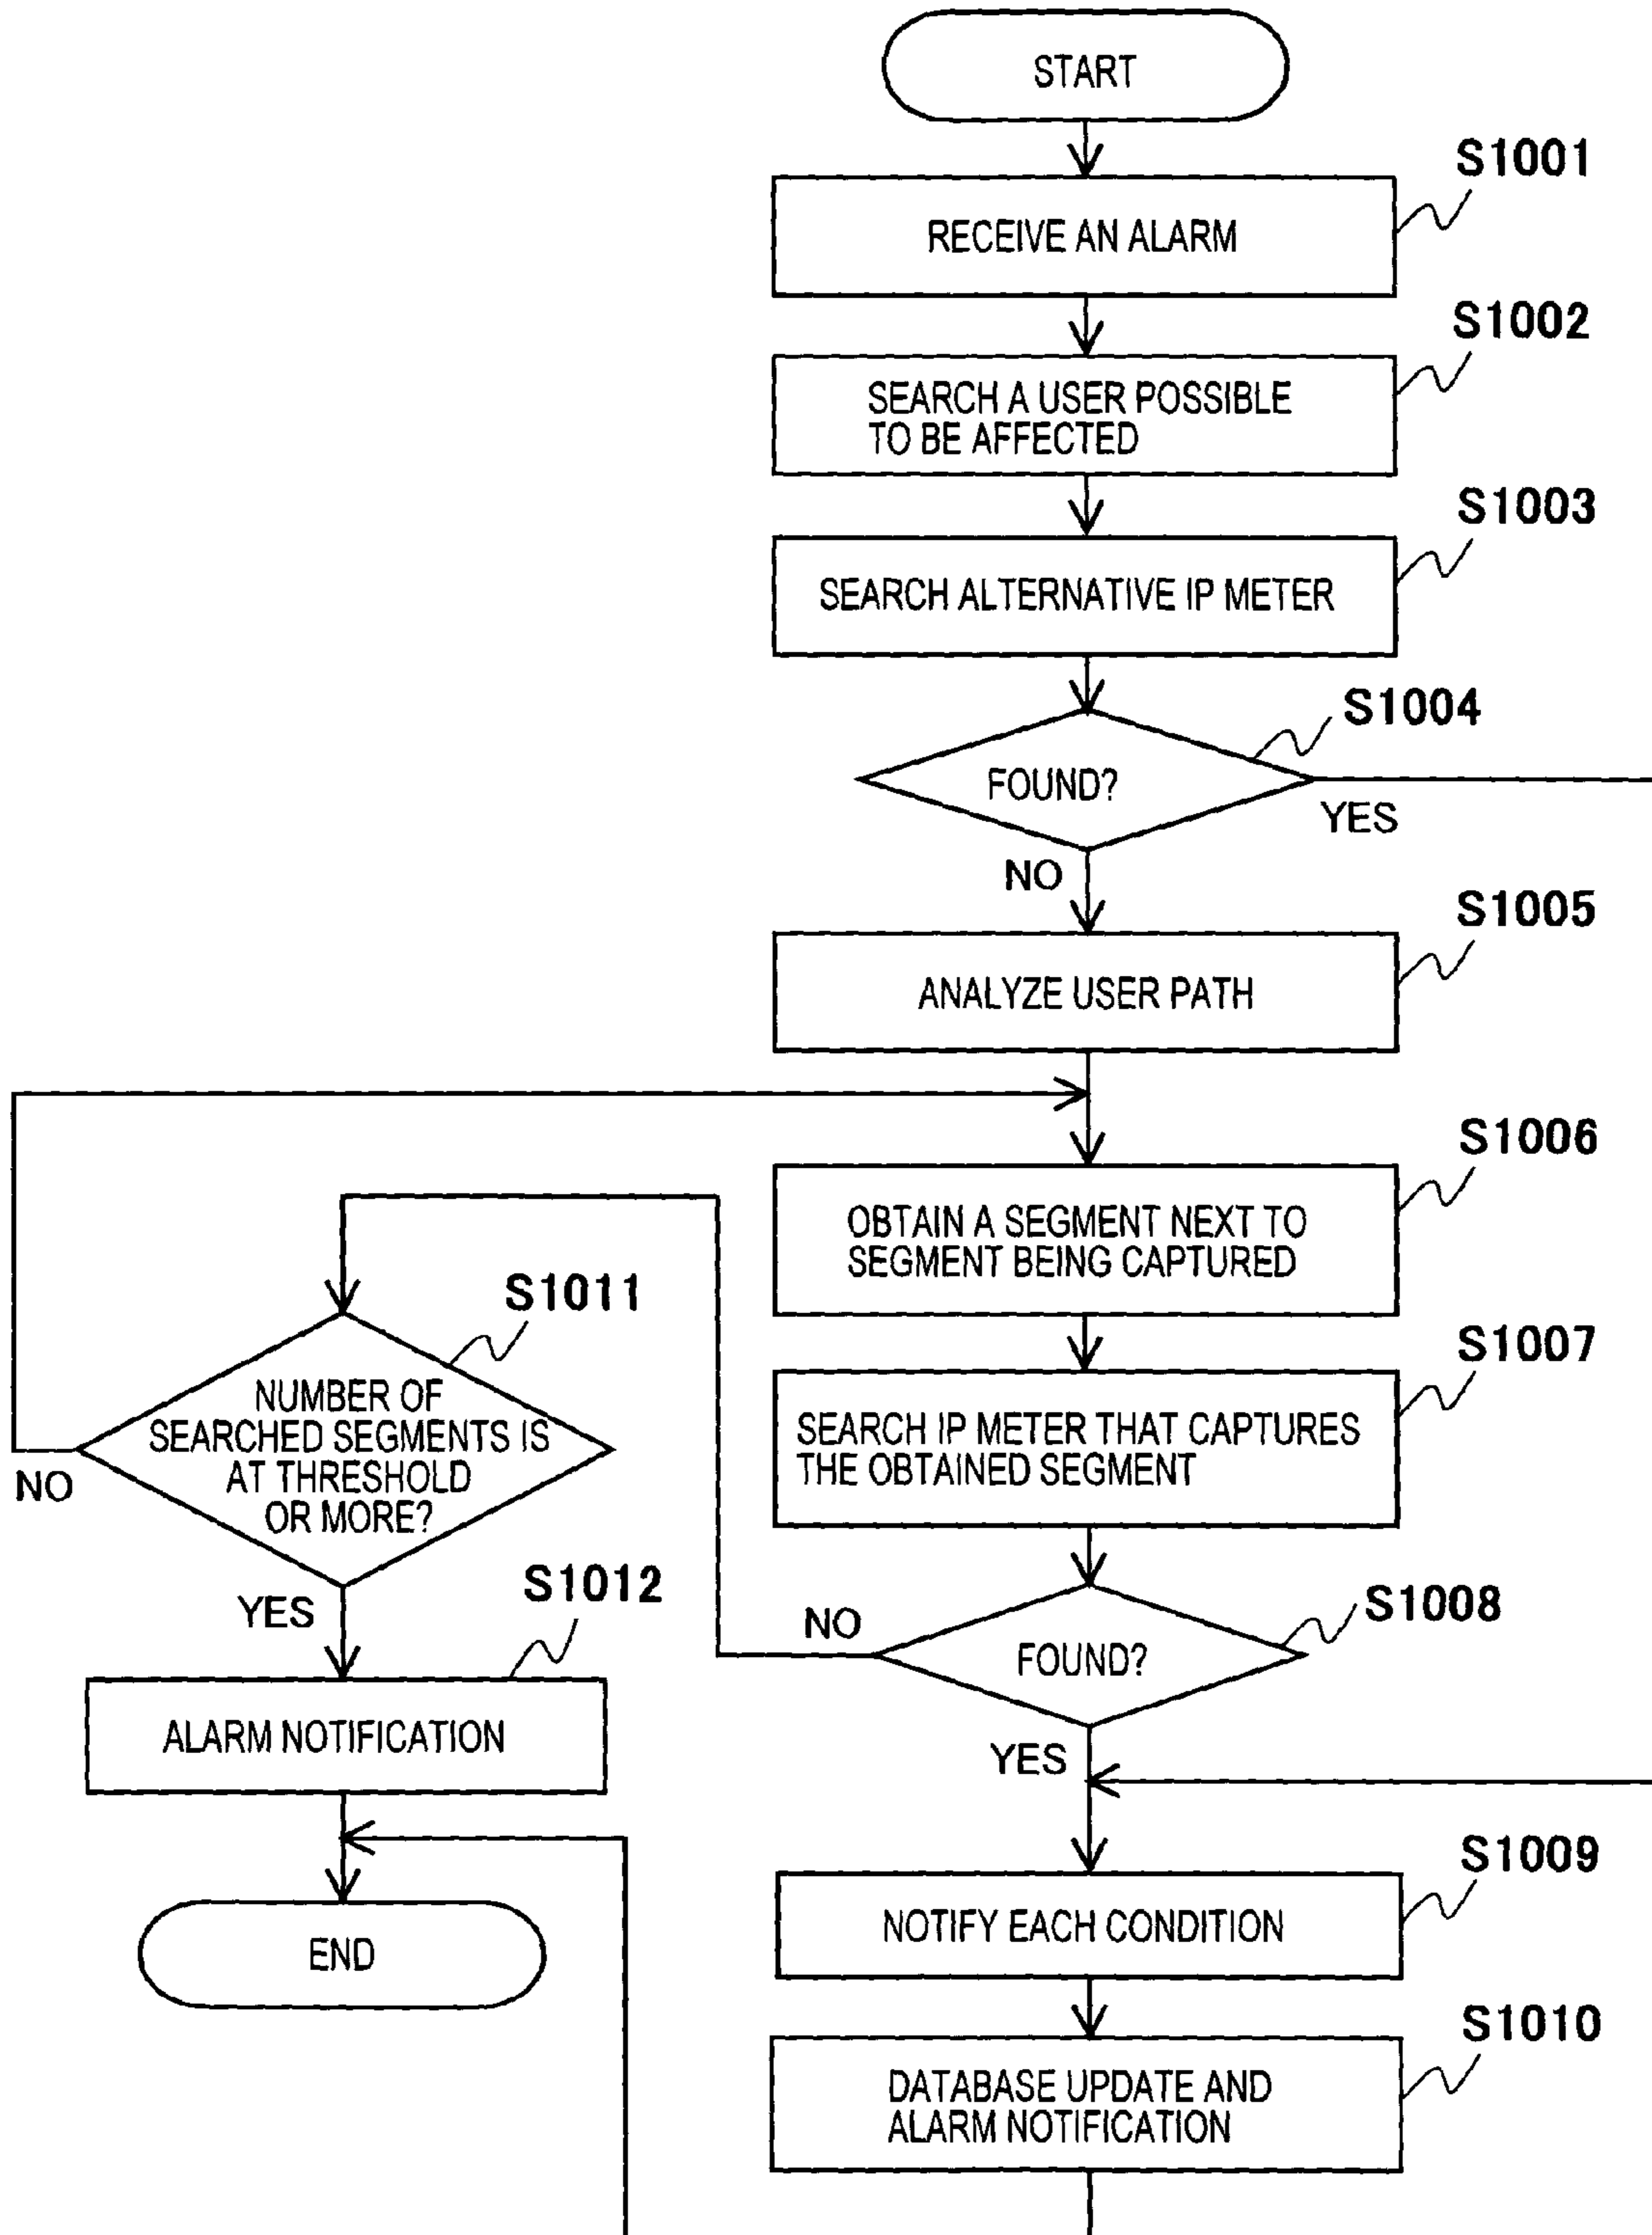 START
S1001
RECEIVE AN ALARM
S1002
SEARCH A USER POSSIBLE
TO BE AFFECTED
S1003
SEARCH ALTERNATIVE IP METER
S1004
FOUND?
YES
NO
S1005
ANALYZE USER PATH
S1006
OBTAIN A SEGMENT NEXT TO
SEGMENT BEING CAPTURED
S1007
SEARCH IP METER THAT CAPTURES
THE OBTAINED SEGMENT
S1008
FOUND?
NO
YES
S1011
NUMBER OF
SEARCHED SEGMENTS IS
AT THRESHOLD
OR MORE?
NO
YES
S1012
ALARM NOTIFICATION
END
S1009
NOTIFY EACH CONDITION
S1010
DATABASE UPDATE AND
ALARM NOTIFICATION